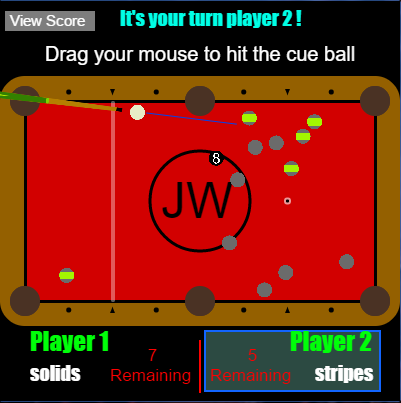 View Score
It's your turn player 2 !
Drag your mouse to hit the cue ball
8
JW
Player 1
Player 2
7
5
solids
Remaining
Remaining
stripes